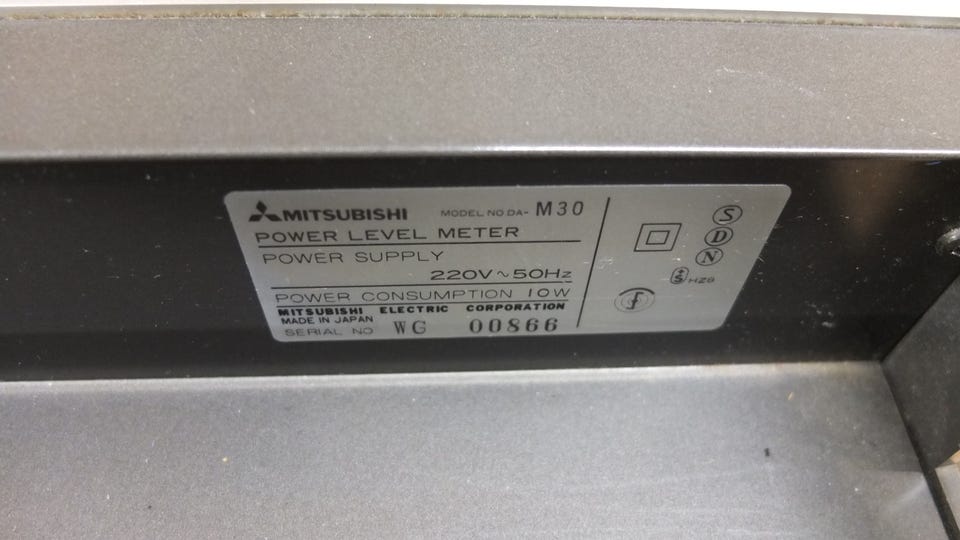 MITSUBISHI MODEL NO. DA- M30
POWER LEVEL METER
POWER SUPPLY
220V~50Hz
POWER CONSUMPTION 10W
MITSUBISHI ELECTRIC CORPORATION
MADE IN JAPAN
SERIAL NO WG 00866
S
D
N